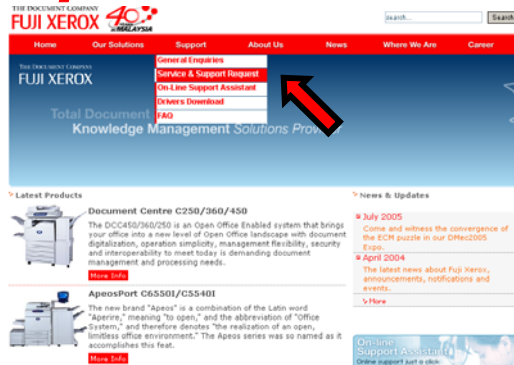 THE DOCUMENT COMPANY
FUJI XEROX 40
MALAYSIA
search...
Search
Home Our Solutions Support About Us News Where We Are Career
General Enquiries
Service & Support Request
On-Line Support Assistant
Drivers Download
FAQ
THE DOCUMENT COMPANY
FUJI XEROX
Total Document
Knowledge Management Solutions Provider
Latest Products
Document Centre C250/360/450
The DCC450/360/250 is an Open Office Enabled system that brings
your office into a new level of Open Office landscape with document
digitalization, operation simplicity, management flexibility, security
and interoperability to meet today is demanding document
management and processing needs.
More Info
ApeosPort C6550I/C5540I
The new brand "Apeos" is a combination of the Latin word
"Aperire," meaning "to open," and the abbreviation of "Office
System," and therefore denotes "the realization of an open,
limitless office environment." The Apeos series was so named as it
accomplishes this feat.
More Info
News & Updates
July 2005
Come and witness the convergence of
the ECM puzzle in our DMec2005
Expo.
April 2004
The latest news about Fuji Xerox,
announcements, notifications and
events.
More
On-line
Support Assistant
Online support just a click